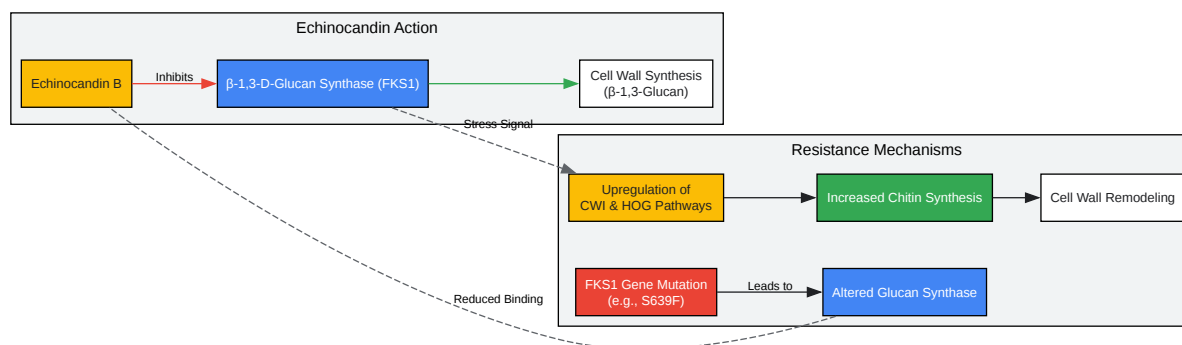 Echinocandin Action
Echinocandin B
Inhibits
β-1,3-D-Glucan Synthase (FKS1)
Cell Wall Synthesis
(β-1,3-Glucan)
Stress Signal
Resistance Mechanisms
Upregulation of
CWI & HOG Pathways
Increased Chitin Synthesis
Cell Wall Remodeling
FKS1 Gene Mutation
(e.g., S639F)
Leads to
Altered Glucan Synthase
Reduced Binding